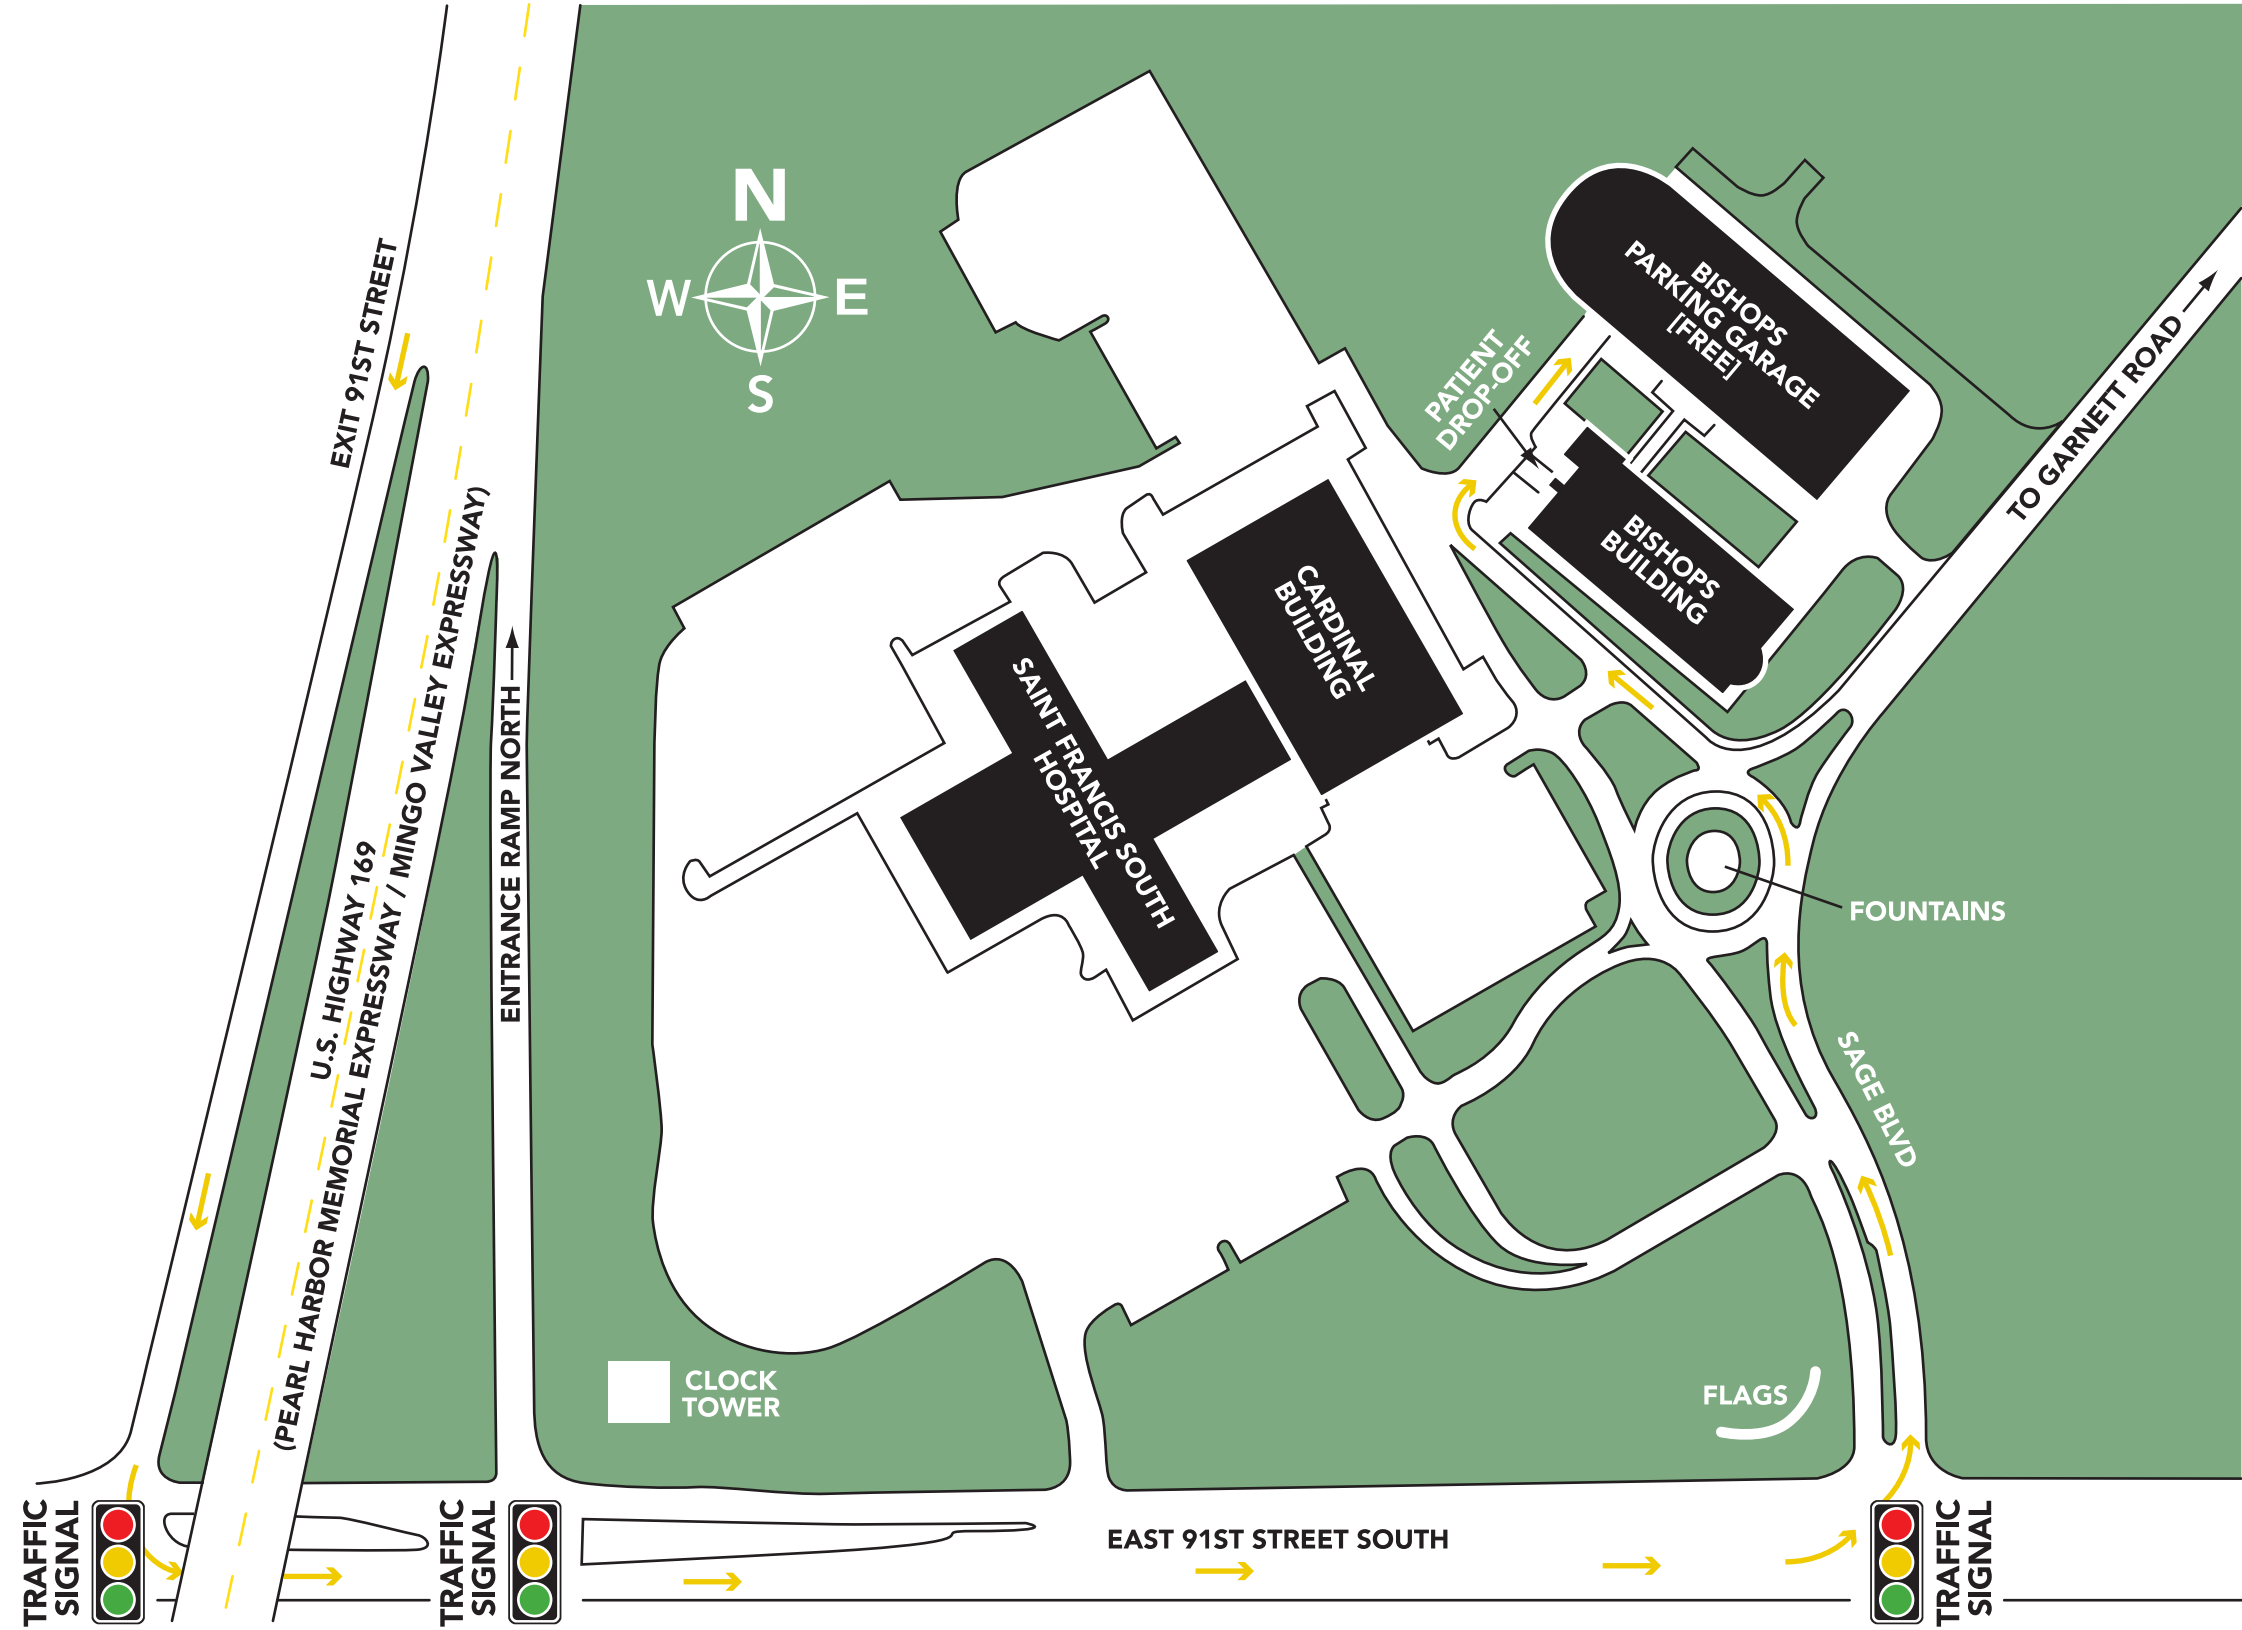 N
W
E
S
EXIT 91ST STREET
U.S. HIGHWAY 169
(PEARL HARBOR MEMORIAL EXPRESSWAY / MINGO VALLEY EXPRESSWAY)
ENTRANCE RAMP NORTH
BISHOPS
PARKING GARAGE
[FREE]
PATIENT
DROP-OFF
TO GARNETT ROAD
BISHOPS
BUILDING
CARDINAL
BUILDING
SAINT FRANCIS SOUTH
HOSPITAL
FOUNTAINS
SAGE BLVD
CLOCK
TOWER
FLAGS
TRAFFIC
SIGNAL
TRAFFIC
SIGNAL
EAST 91ST STREET SOUTH
TRAFFIC
SIGNAL